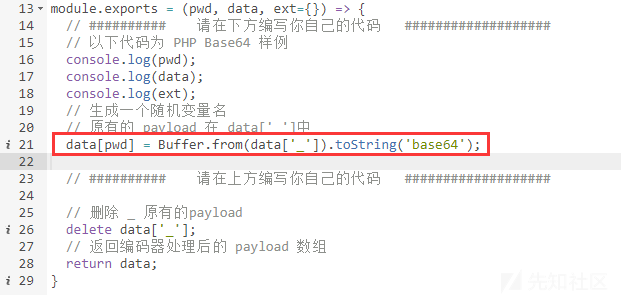 13 module.exports = (pwd, data, ext={}) => {
14 // ########## 请在下方编写你自己的代码 ###################
15 // 以下代码为 PHP Base64 样例
16 console.log(pwd);
17 console.log(data);
18 console.log(ext);
19 // 生成一个随机变量名
20 // 原有的 payload 在 data['_']中
21 data[pwd] = Buffer.from(data['_']).toString('base64');
22
23 // ########## 请在上方编写你自己的代码 ###################
24
25 // 删除 _ 原有的payload
26 delete data['_'];
27 // 返回编码器处理后的 payload 数组
28 return data;
29 }
先知社区